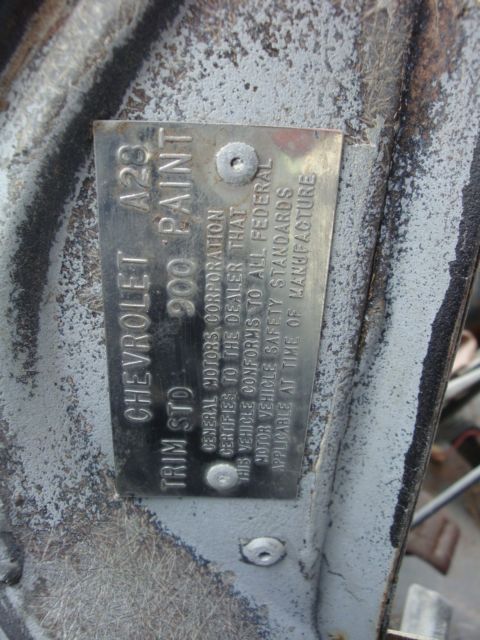 CHEVROLET A28
TRIM STD 900 PAINT
GENERAL MOTORS CORPORATION
CERTIFIES TO THE DEALER THAT
THIS VEHICLE CONFORMS TO ALL FEDERAL
MOTOR VEHICLE SAFETY STANDARDS
APPLICABLE AT TIME OF MANUFACTURE